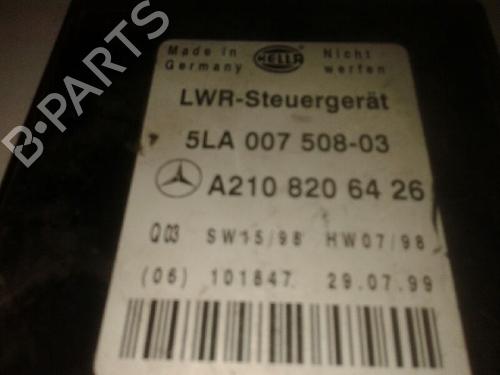 B-PARTS
Made in Germany
HELLA
Nicht werfen
LWR-Steuergerät
5LA 007 508-03
A210 820 64 26
Q03 SW15/98 HW07/98
(06) 101847 29.07.99